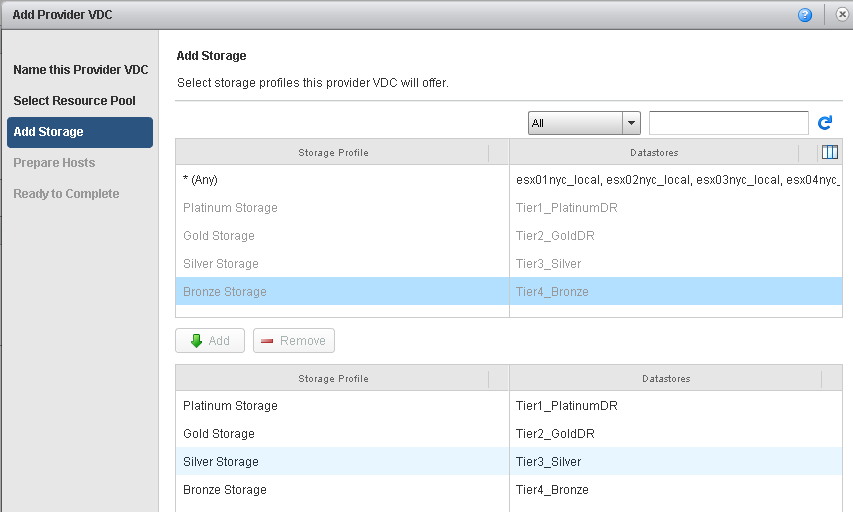 Add Provider VDC
Name this Provider VDC
Select Resource Pool
Add Storage
Prepare Hosts
Ready to Complete
Add Storage
Select storage profiles this provider VDC will offer.
All
Storage Profile Datastores
* (Any) esx01nyc_local, esx02nyc_local, esx03nyc_local, esx04nyc_
Platinum Storage Tier1_PlatinumDR
Gold Storage Tier2_GoldDR
Silver Storage Tier3_Silver
Bronze Storage Tier4_Bronze
Add Remove
Storage Profile Datastores
Platinum Storage Tier1_PlatinumDR
Gold Storage Tier2_GoldDR
Silver Storage Tier3_Silver
Bronze Storage Tier4_Bronze